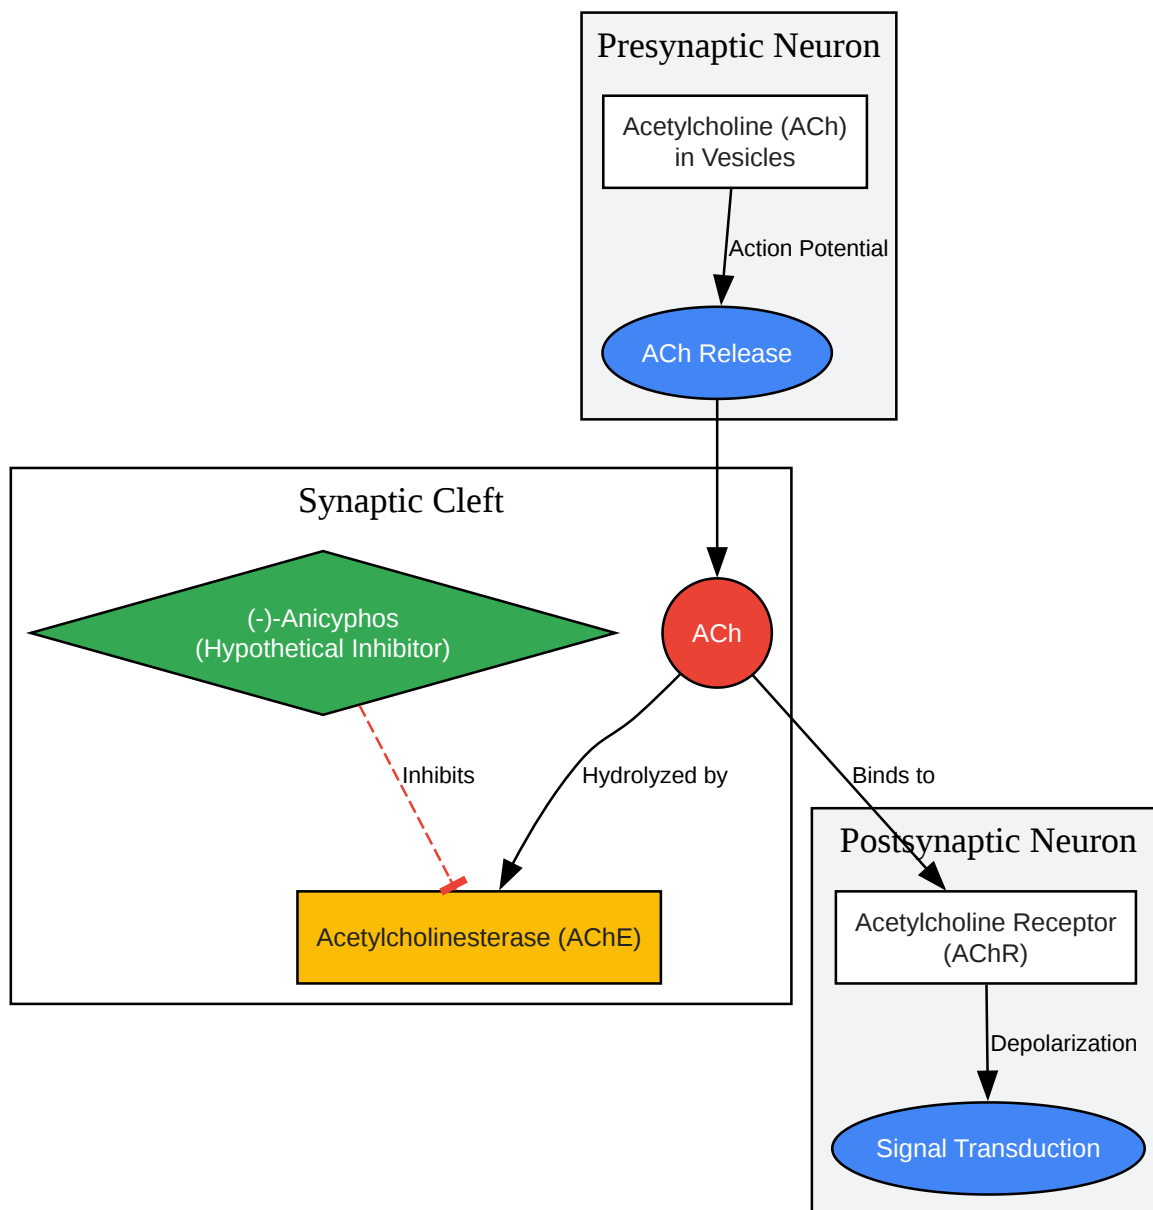 Presynaptic Neuron
Acetylcholine (ACh)
in Vesicles
Action Potential
ACh Release
Synaptic Cleft
(-)-Anicyphos
(Hypothetical Inhibitor)
ACh
Inhibits
Hydrolyzed by
Binds to
Acetylcholinesterase (AChE)
Postsynaptic Neuron
Acetylcholine Receptor
(AChR)
Depolarization
Signal Transduction